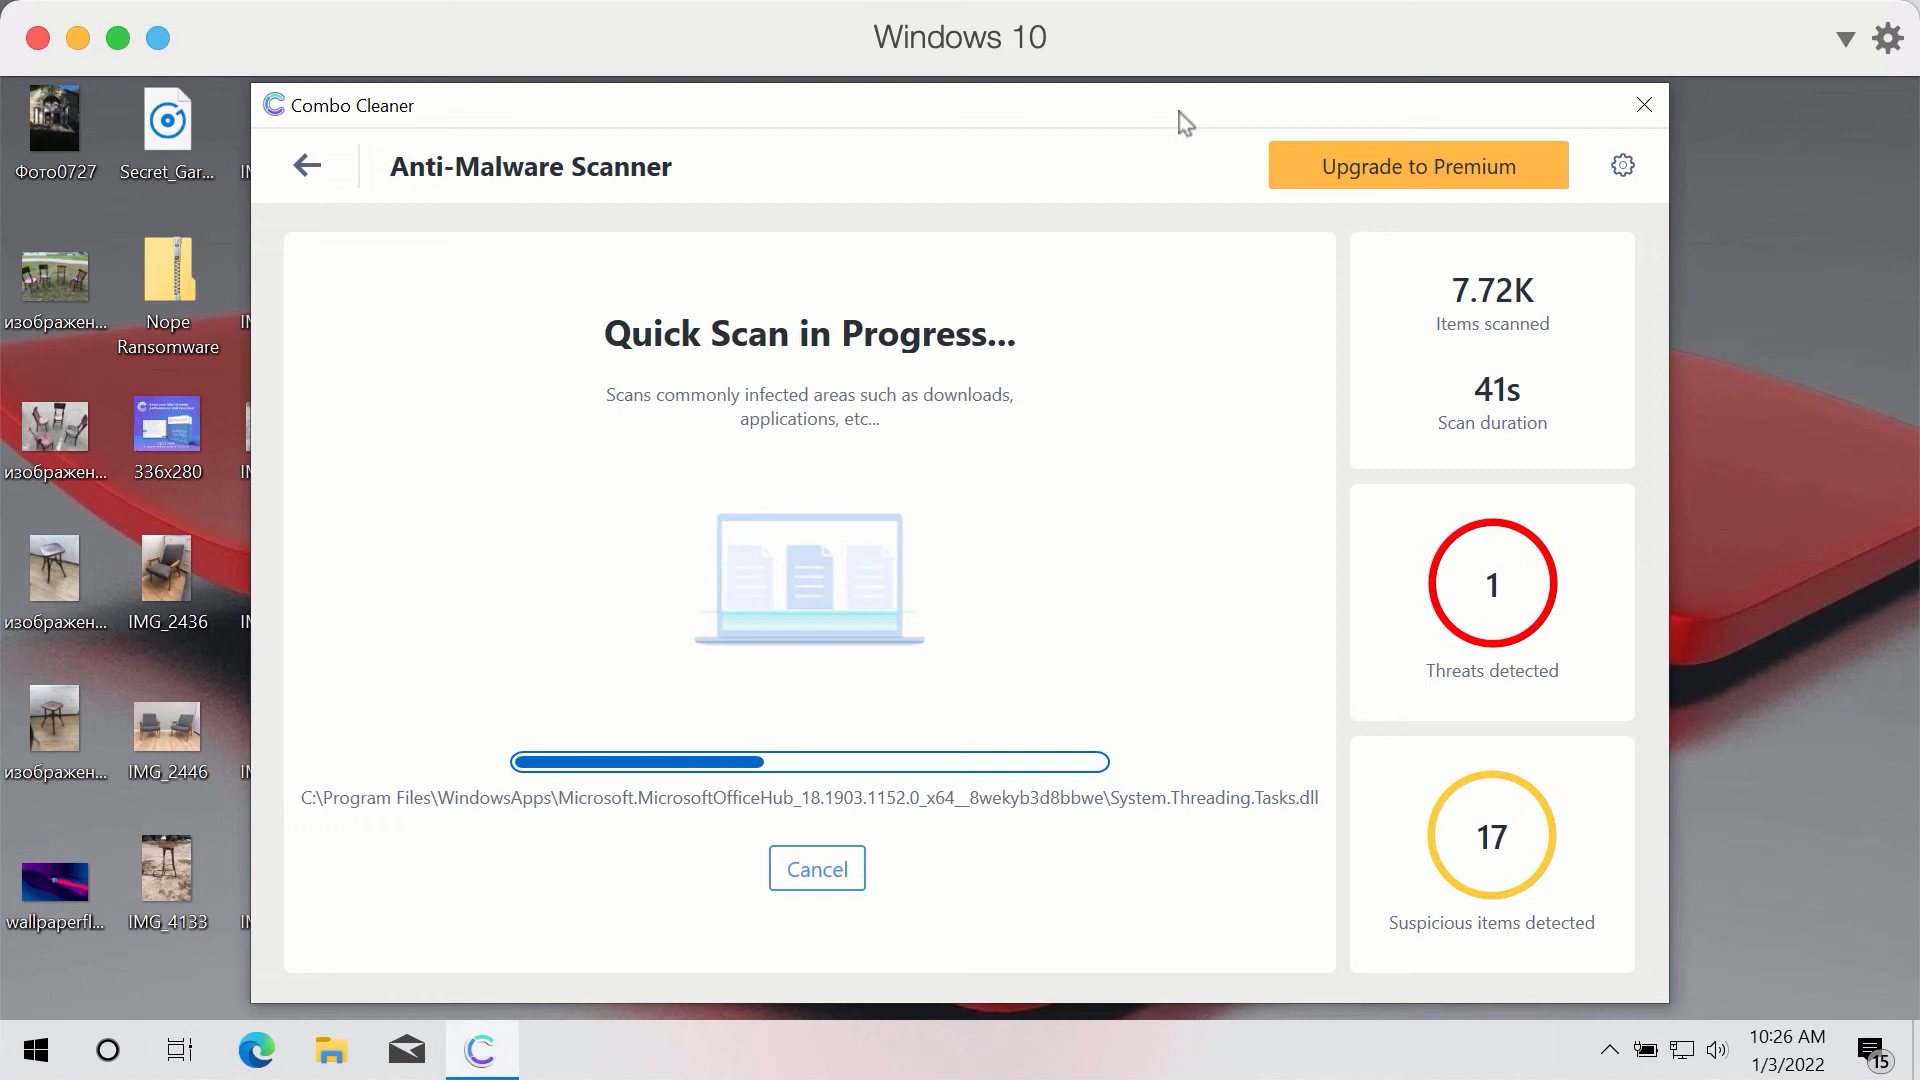 Windows 10
Combo Cleaner
Anti-Malware Scanner
Upgrade to Premium
Quick Scan in Progress...
Scans commonly infected areas such as downloads,
applications, etc...
C:\Program Files\WindowsApps\Microsoft.MicrosoftOfficeHub_18.1903.1152.0_x64__8wekyb3d8bbwe\System.Threading.Tasks.dll
Cancel
7.72K
Items scanned
41s
Scan duration
1
Threats detected
17
Suspicious items detected
Фото0727
Secret_Gar...
изображен...
Nope
Ransomware
изображен...
336x280
изображен...
IMG_2436
изображен...
IMG_2446
wallpaperfl...
IMG_4133
10:26 AM
1/3/2022
15